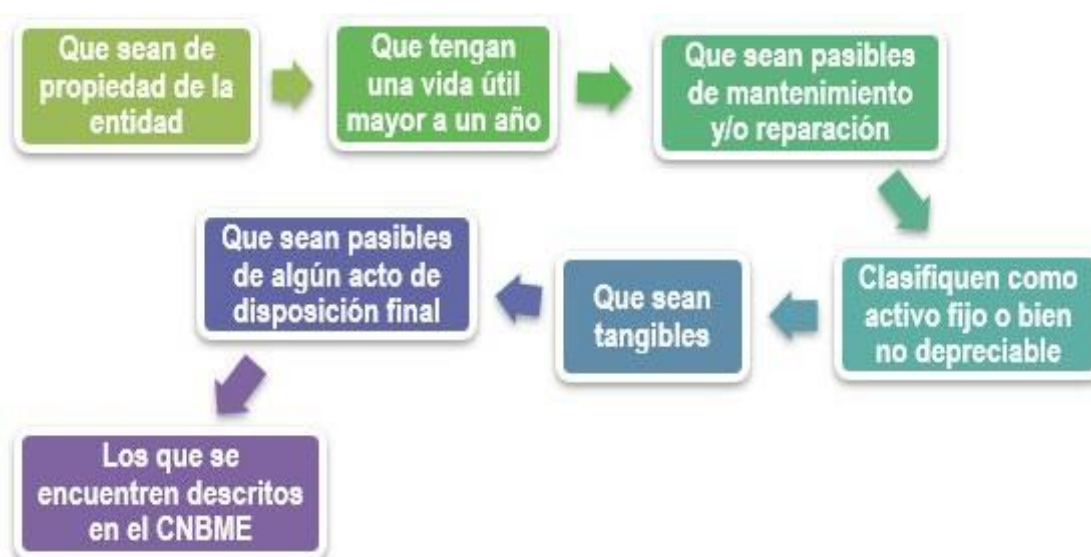 Que sean de
propiedad de la
entidad
Que tengan
una vida útil
mayor a un año
Que sean pasibles
de mantenimiento
y/o reparación
Clasifiquen como
activo fijo o bien
no depreciable
Que sean
tangibles
Que sean pasibles
de algún acto de
disposición final
Los que se
encuentren descritos
en el CNBME